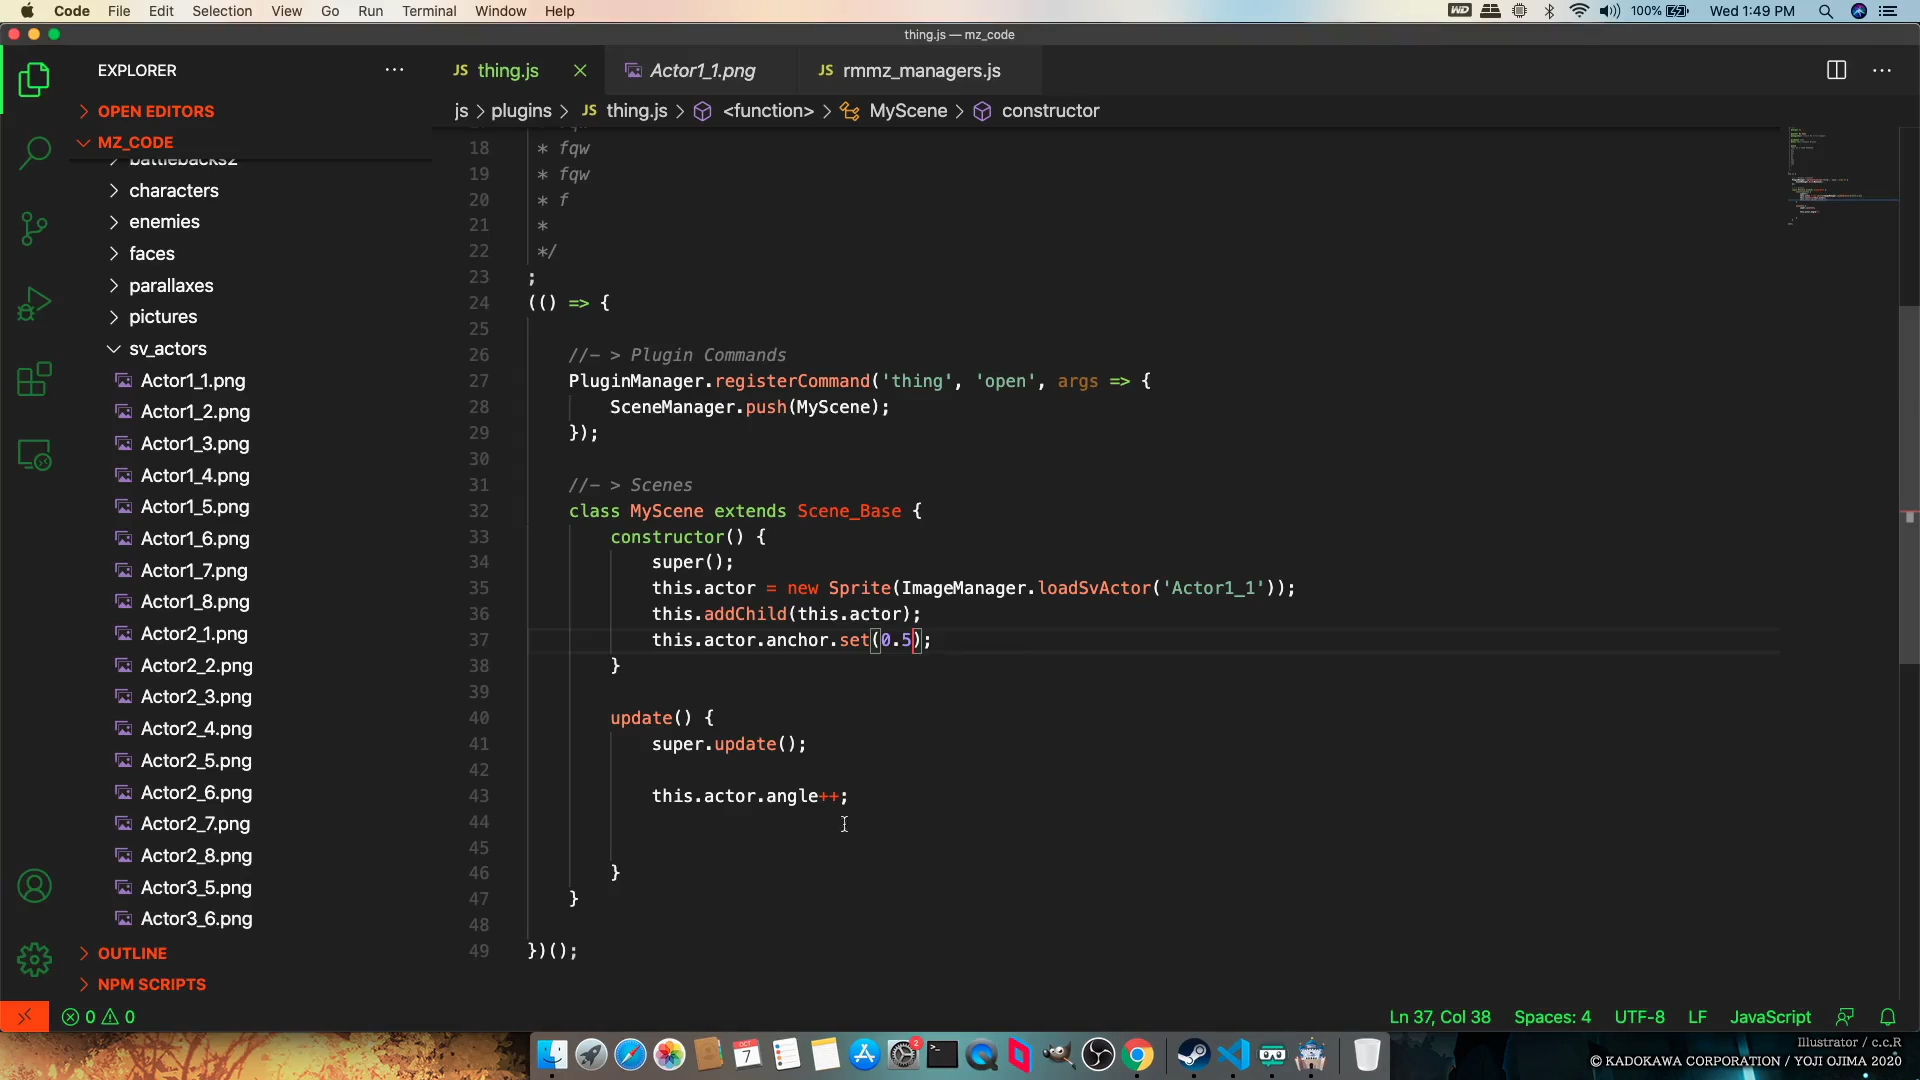 Code File Edit Selection View Go Run Terminal Window Help
WD 100% Wed 1:49 PM
thing.js — mz_code
EXPLORER ···
JS thing.js Actor1_1.png JS rmmz_managers.js ···
OPEN EDITORS
js > plugins > JS thing.js > <function> > MyScene > constructor
MZ_CODE
battlebacks2
characters
enemies
faces
parallaxes
pictures
sv_actors
Actor1_1.png
Actor1_2.png
Actor1_3.png
Actor1_4.png
Actor1_5.png
Actor1_6.png
Actor1_7.png
Actor1_8.png
Actor2_1.png
Actor2_2.png
Actor2_3.png
Actor2_4.png
Actor2_5.png
Actor2_6.png
Actor2_7.png
Actor2_8.png
Actor3_5.png
Actor3_6.png
OUTLINE
NPM SCRIPTS
18 * fqw
19 * fqw
20 * f
21 *
22 */
23 ;
24 (() => {
25
26 //- > Plugin Commands
27 PluginManager.registerCommand('thing', 'open', args => {
28 SceneManager.push(MyScene);
29 });
30
31 //- > Scenes
32 class MyScene extends Scene_Base {
33 constructor() {
34 super();
35 this.actor = new Sprite(ImageManager.loadSvActor('Actor1_1'));
36 this.addChild(this.actor);
37 this.actor.anchor.set(0.5);
38 }
39
40 update() {
41 super.update();
42
43 this.actor.angle++;
44
45
46 }
47 }
48
49 })();
0 0 Ln 37, Col 38 Spaces: 4 UTF-8 LF JavaScript
OCT
7
2
Illustrator / c.c.R
© KADOKAWA CORPORATION / YOJI OJIMA 2020